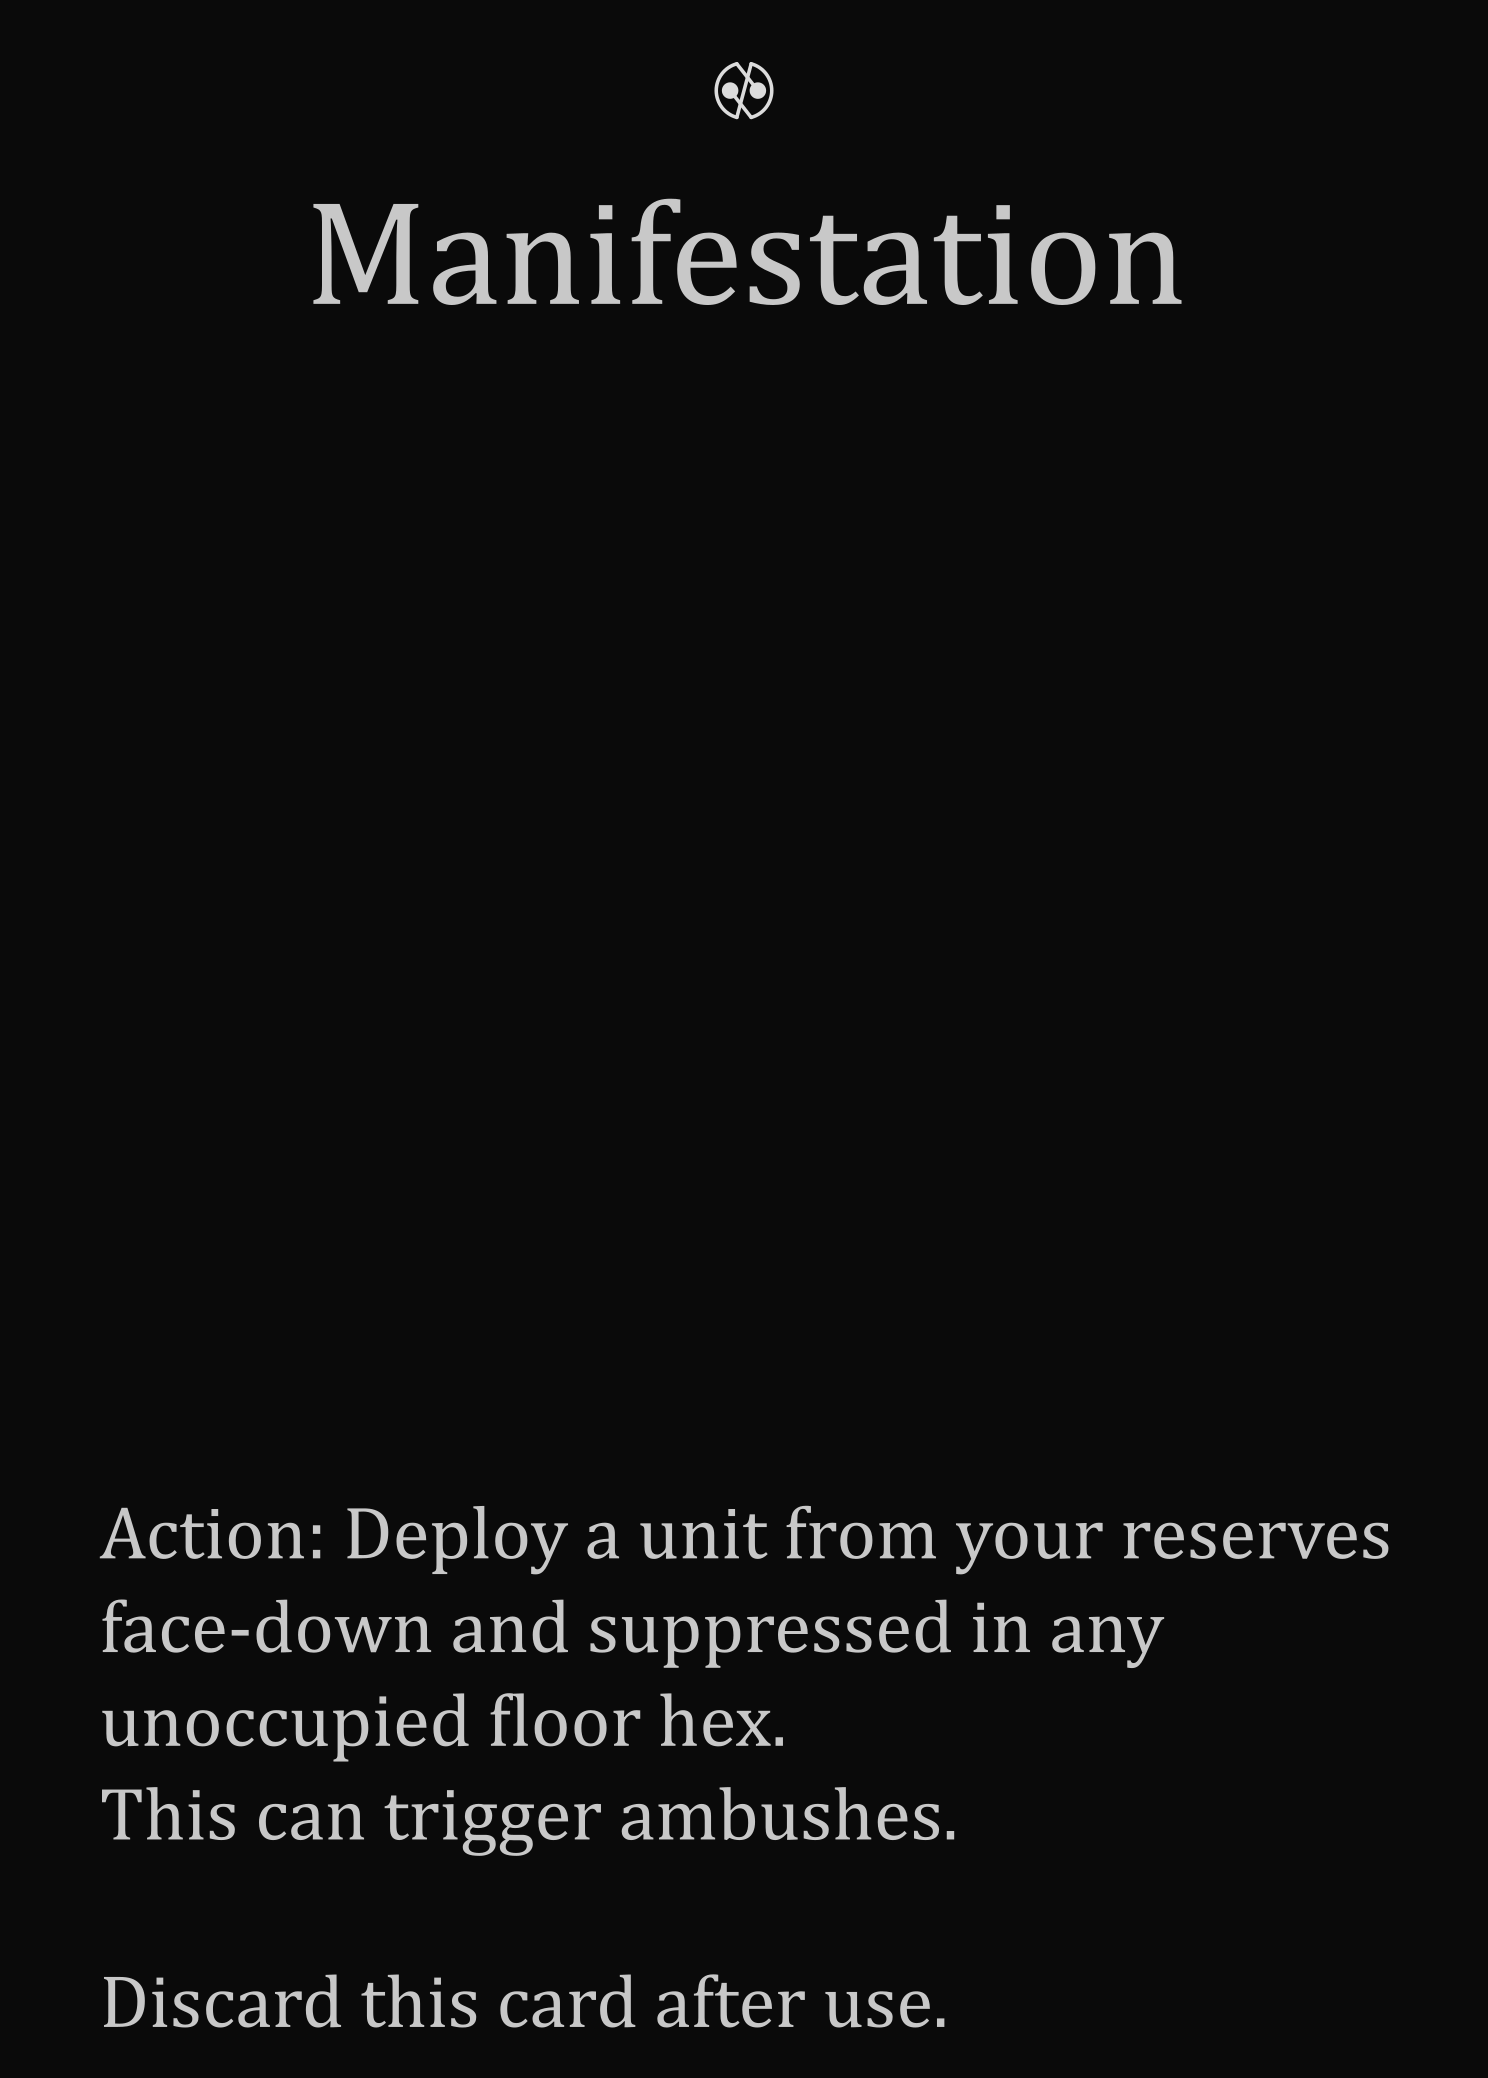 Manifestation
Action: Deploy a unit from your reserves
face-down and suppressed in any
unoccupied floor hex.
This can trigger ambushes.
Discard this card after use.